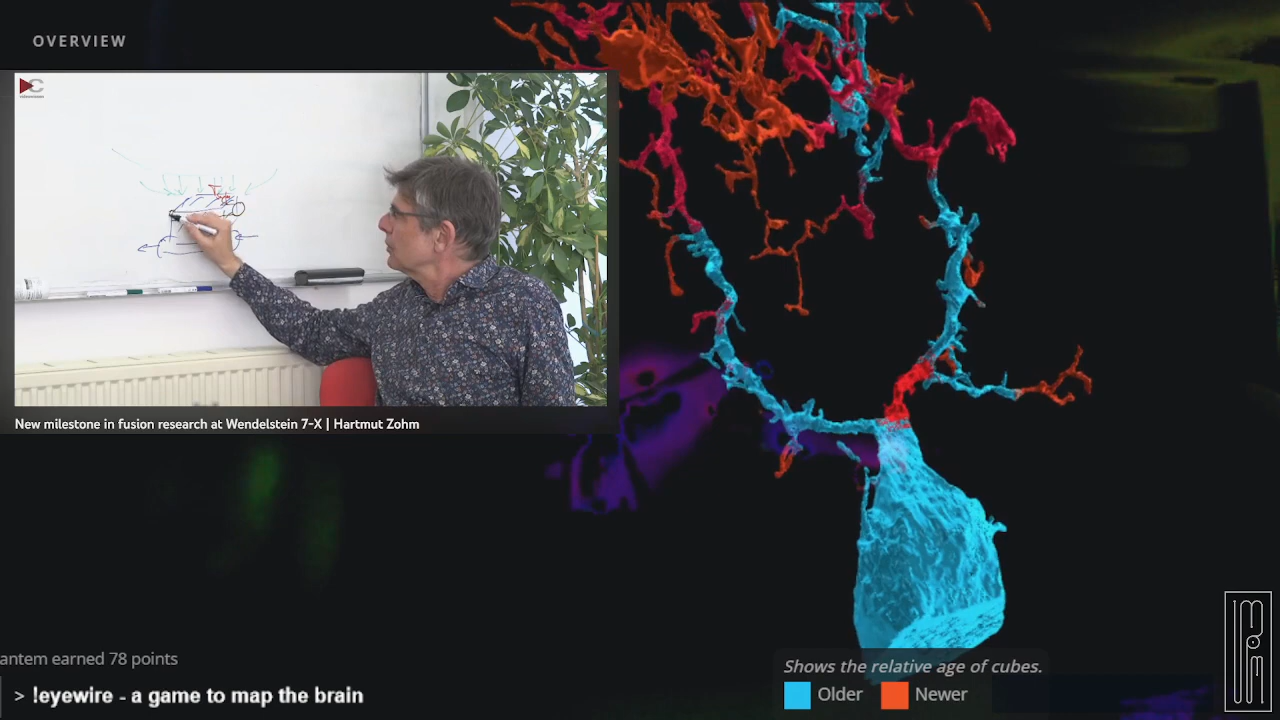 OVERVIEW
New milestone in fusion research at Wendelstein 7-X | Hartmut Zohm
antem earned 78 points
> !eyewire - a game to map the brain
Shows the relative age of cubes.
Older Newer